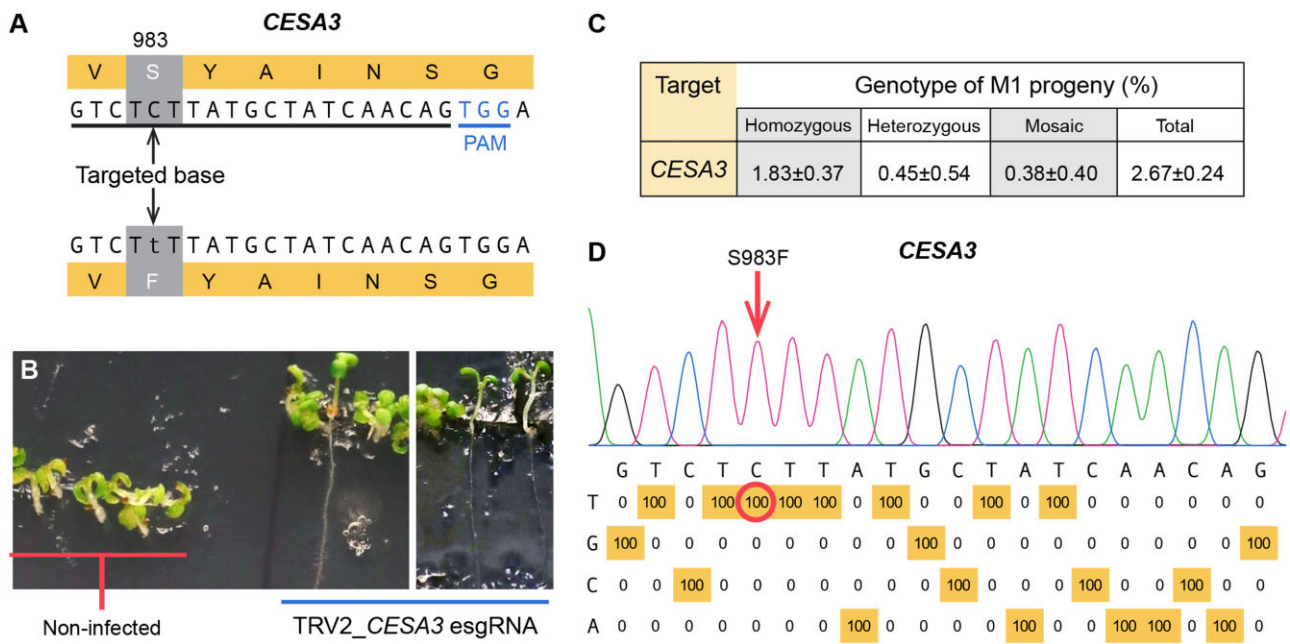 A
CESA3
983
V S Y A I N S G
GTCTCTTATGCTATCAACAGTGGA
PAM
Targeted base
GTCTtTTATGCTATCAACAGTGGA
V F Y A I N S G
B
Non-infected
TRV2_CESA3 esgRNA
C
Target Genotype of M1 progeny (%)
Homozygous Heterozygous Mosaic Total
CESA3 1.83±0.37 0.45±0.54 0.38±0.40 2.67±0.24
D
CESA3
S983F
G T C T C T T A T G C T A T C A A C A G
T 0 100 0 100 100 100 100 0 100 0 0 100 0 100 0 0 0 0 0 0
G 100 0 0 0 0 0 0 0 0 100 0 0 0 0 0 0 0 0 0 100
C 0 0 100 0 0 0 0 0 0 0 100 0 0 0 100 0 0 100 0 0
A 0 0 0 0 0 0 0 100 0 0 0 0 100 0 0 100 100 0 100 0